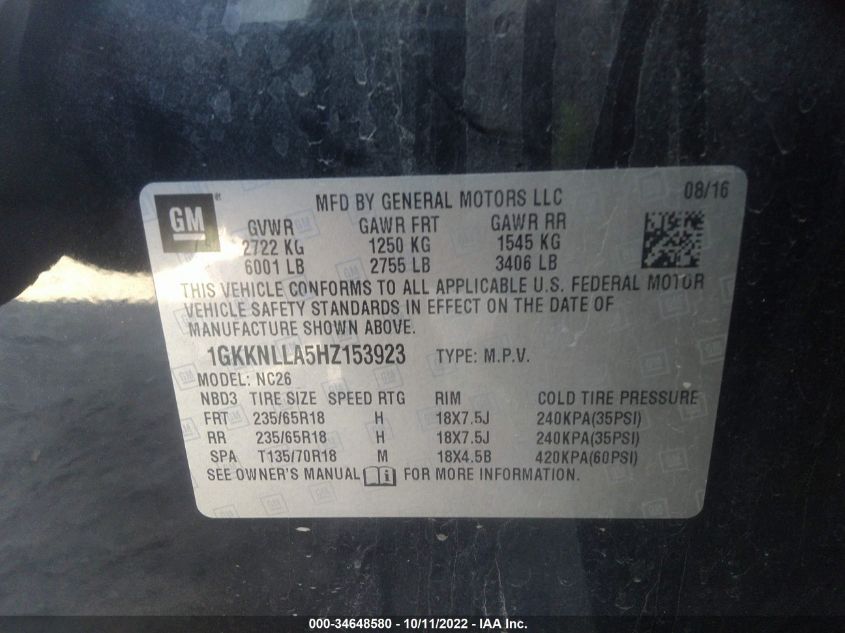 MFD BY GENERAL MOTORS LLC 08/16
GM
GVWR GAWR FRT GAWR RR
2722 KG 1250 KG 1545 KG
6001 LB 2755 LB 3406 LB
THIS VEHICLE CONFORMS TO ALL APPLICABLE U.S. FEDERAL MOTOR
VEHICLE SAFETY STANDARDS IN EFFECT ON THE DATE OF
MANUFACTURE SHOWN ABOVE.
1GKKNLLA5HZ153923 TYPE: M.P.V.
MODEL: NC26
NBD3 TIRE SIZE SPEED RTG RIM COLD TIRE PRESSURE
FRT 235/65R18 H 18X7.5J 240KPA(35PSI)
RR 235/65R18 H 18X7.5J 240KPA(35PSI)
SPA T135/70R18 M 18X4.5B 420KPA(60PSI)
SEE OWNER'S MANUAL FOR MORE INFORMATION.
000-34648580 - 10/11/2022 - IAA Inc.